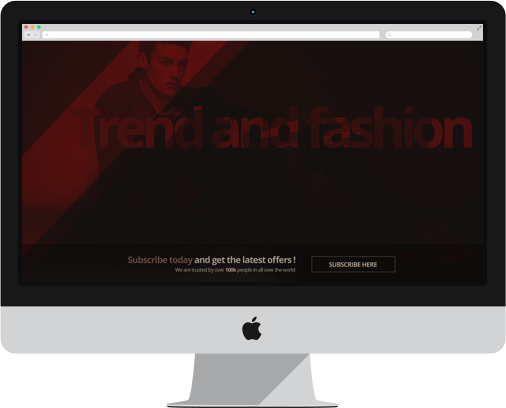 Trend and fashion
Subscribe today and get the latest offers !
We are trusted by over 100k people in all over the world
SUBSCRIBE HERE